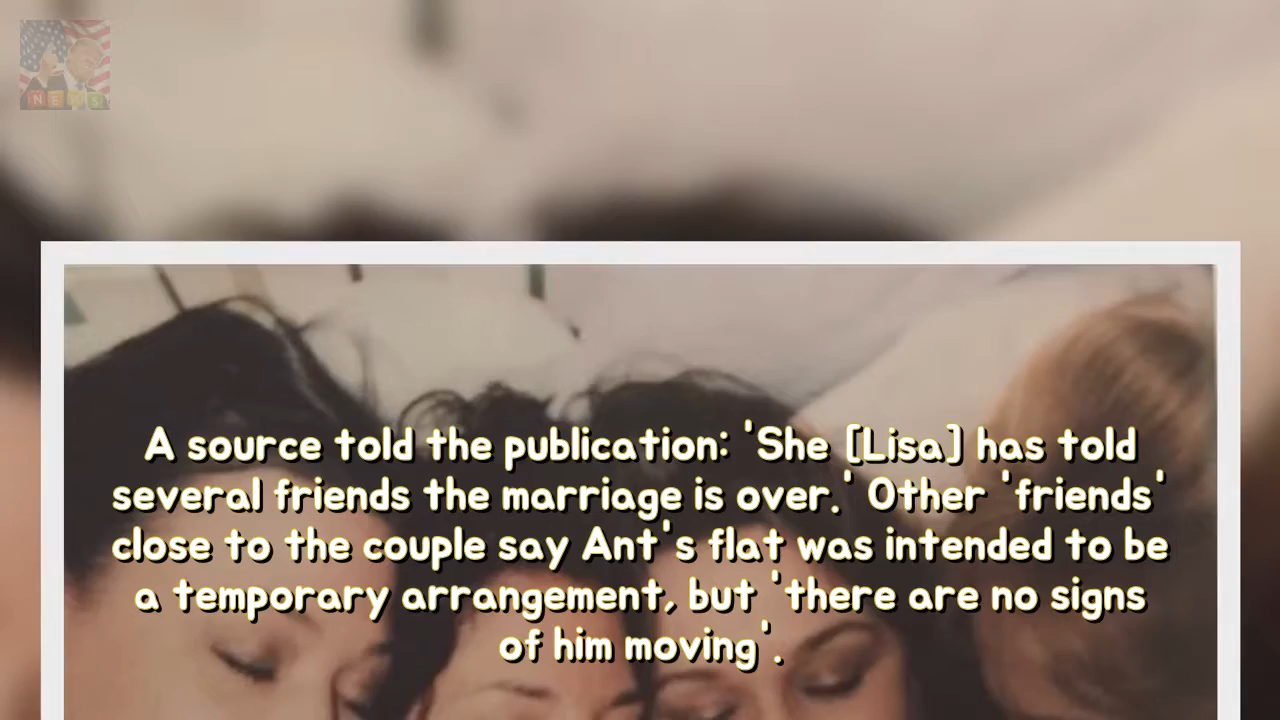 NEWS
A source told the publication: 'She [Lisa] has told
several friends the marriage is over.' Other 'friends'
close to the couple say Ant's flat was intended to be
a temporary arrangement, but 'there are no signs
of him moving'.